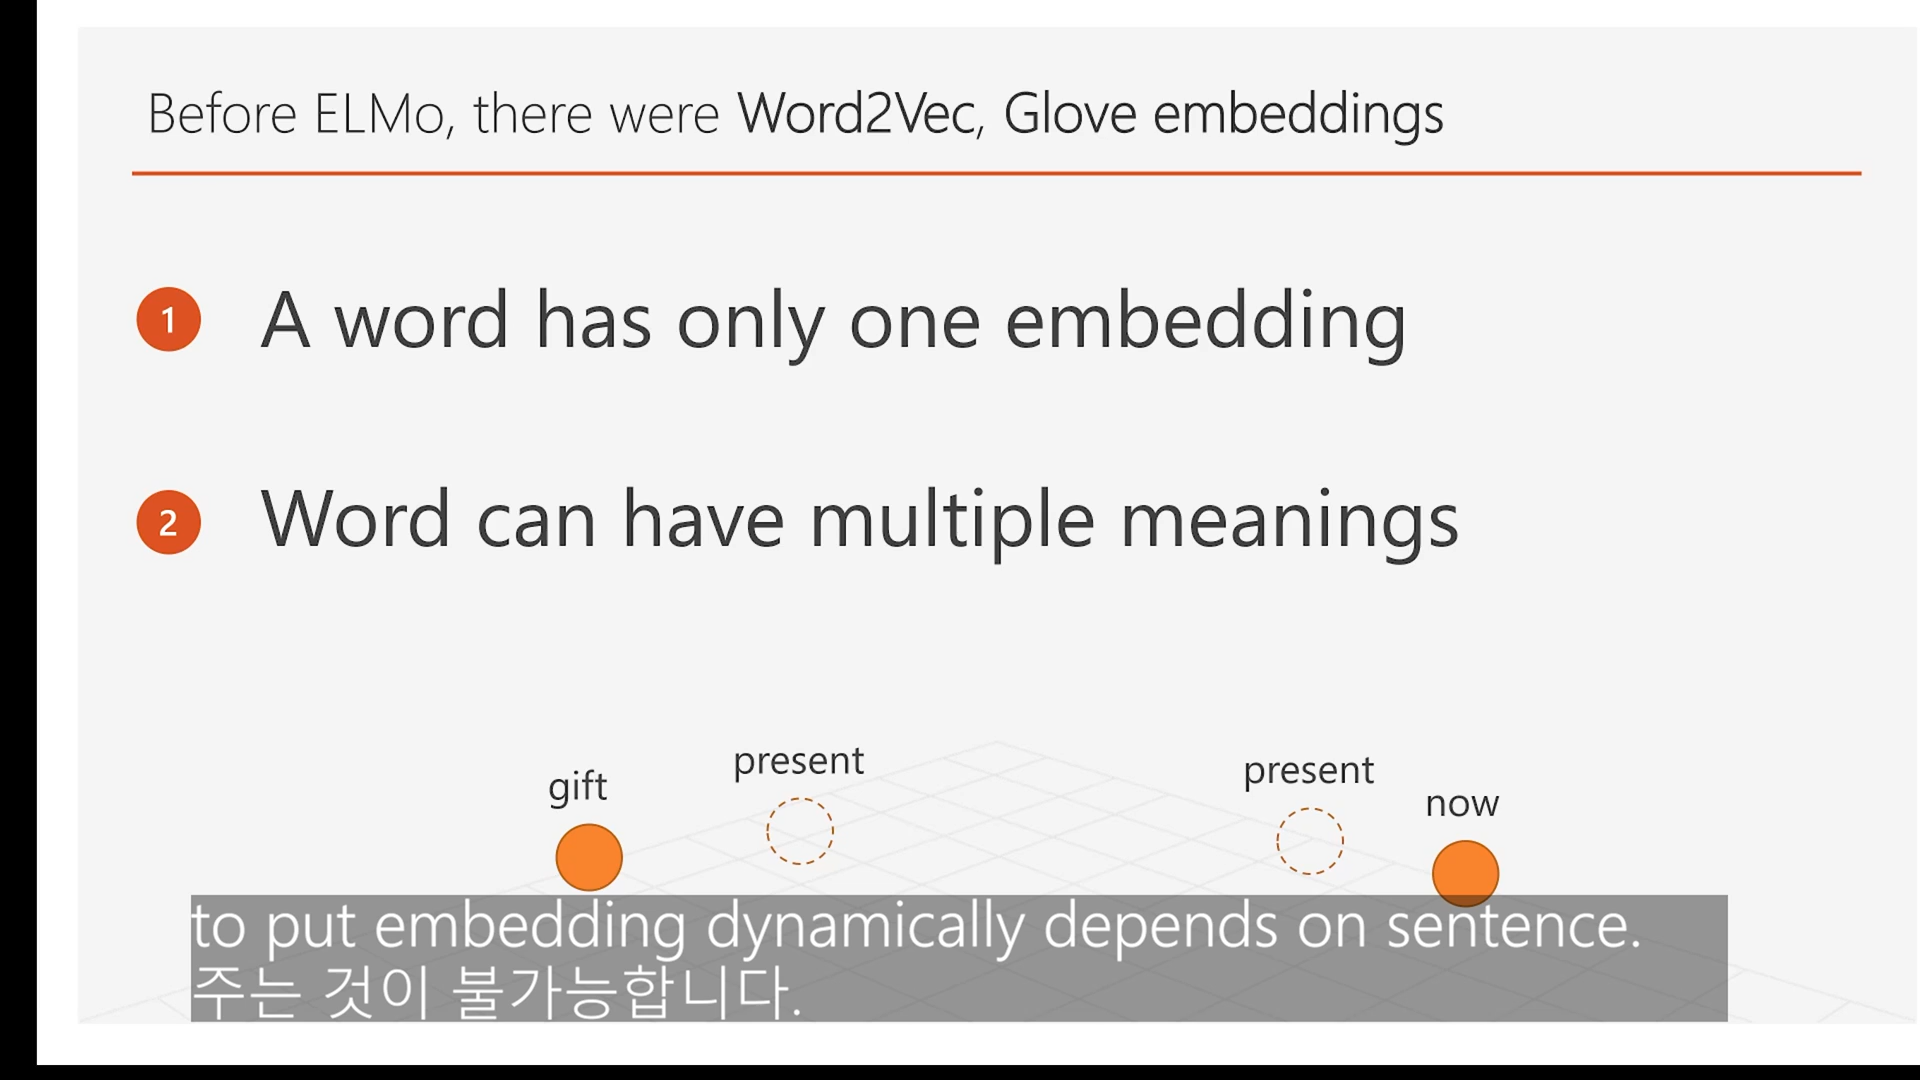 Before ELMo, there were Word2Vec, Glove embeddings
1 A word has only one embedding
2 Word can have multiple meanings
gift present present now
to put embedding dynamically depends on sentence.
주는 것이 불가능합니다.